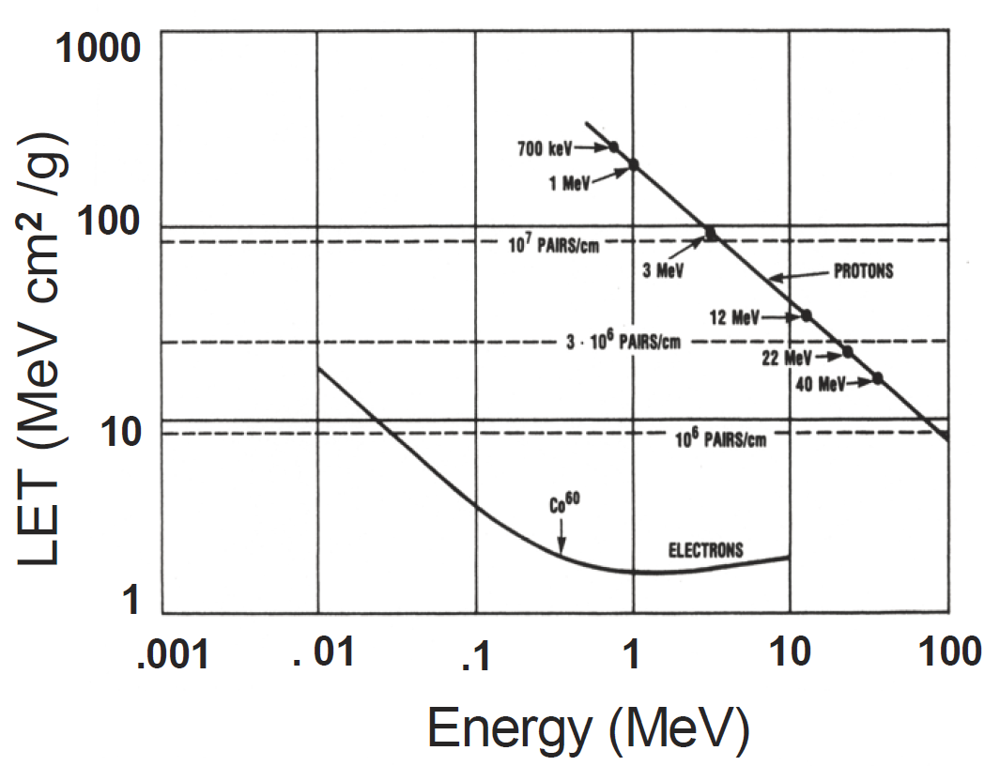 1000
700 keV
1 MeV
100
10⁷ PAIRS/cm
3 MeV
PROTONS
12 MeV
3 · 10⁶ PAIRS/cm
22 MeV
40 MeV
10
10⁶ PAIRS/cm
Co⁶⁰
ELECTRONS
1
.001
.01
.1
1
10
100
Energy (MeV)
LET (MeV cm² /g)